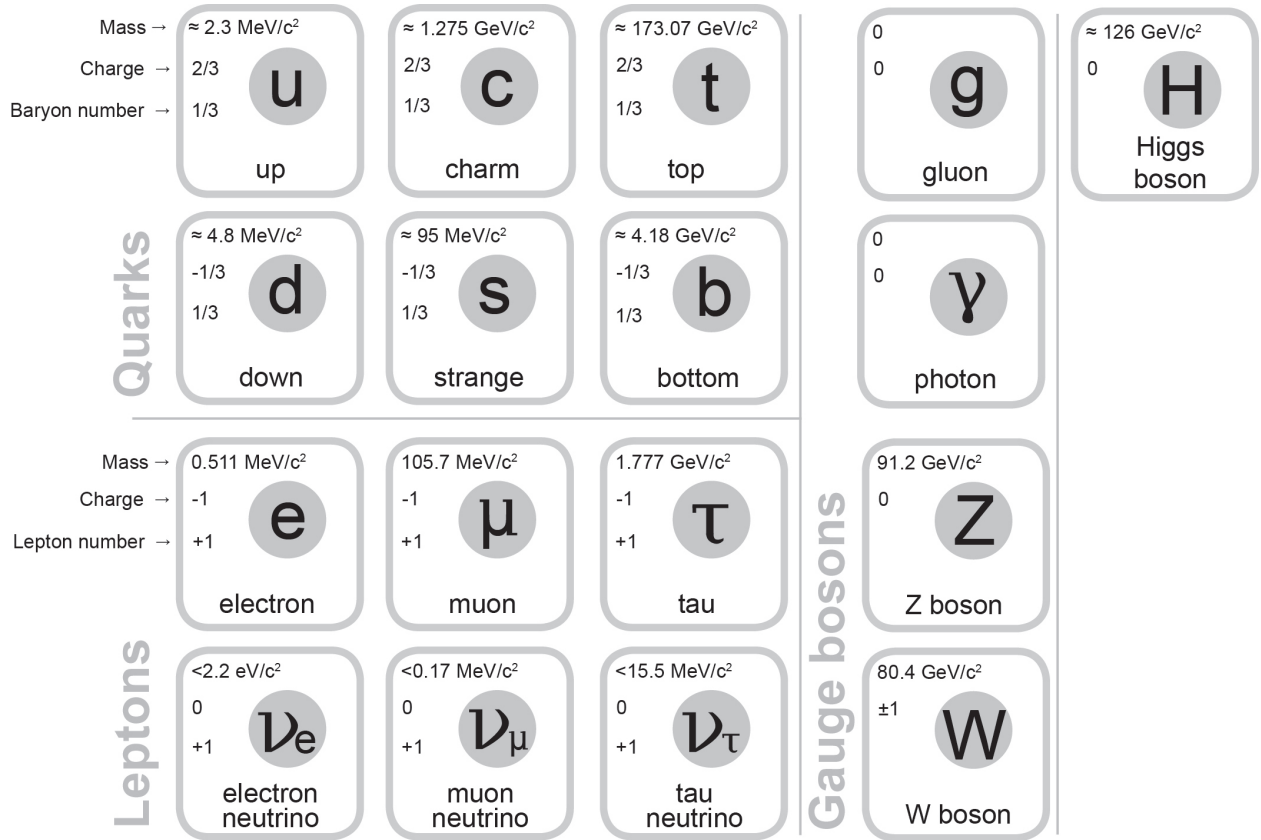 Mass →
Charge →
Baryon number →
≈ 2.3 MeV/c²
2/3
1/3
u
up
≈ 1.275 GeV/c²
2/3
1/3
c
charm
≈ 173.07 GeV/c²
2/3
1/3
t
top
0
0
g
gluon
≈ 126 GeV/c²
0
H
Higgs
boson
Quarks
≈ 4.8 MeV/c²
-1/3
1/3
d
down
≈ 95 MeV/c²
-1/3
1/3
s
strange
≈ 4.18 GeV/c²
-1/3
1/3
b
bottom
0
0
γ
photon
Mass →
Charge →
Lepton number →
0.511 MeV/c²
-1
+1
e
electron
105.7 MeV/c²
-1
+1
μ
muon
1.777 GeV/c²
-1
+1
τ
tau
91.2 GeV/c²
0
Z
Z boson
Leptons
<2.2 eV/c²
0
+1
νe
electron
neutrino
<0.17 MeV/c²
0
+1
νμ
muon
neutrino
<15.5 MeV/c²
0
+1
ντ
tau
neutrino
Gauge bosons
80.4 GeV/c²
±1
W
W boson